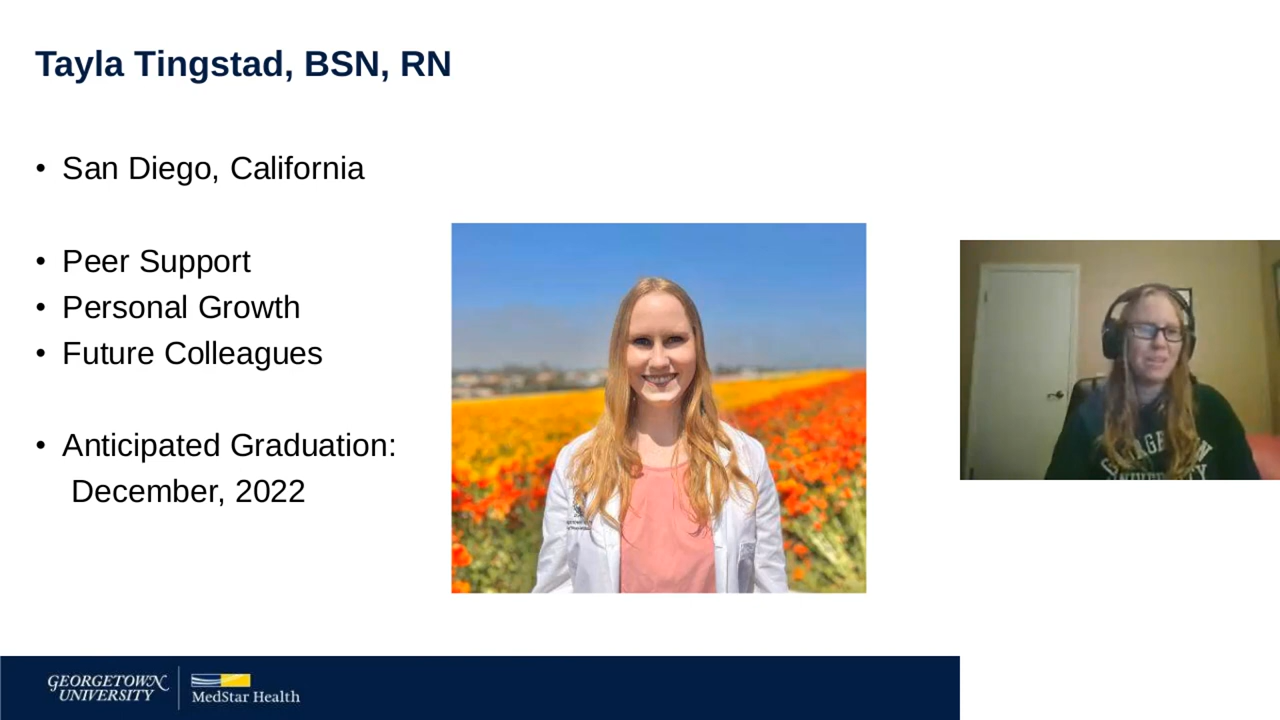 Tayla Tingstad, BSN, RN
• San Diego, California
• Peer Support
• Personal Growth
• Future Colleagues
• Anticipated Graduation:
December, 2022
GEORGETOWN
UNIVERSITY
MedStar Health